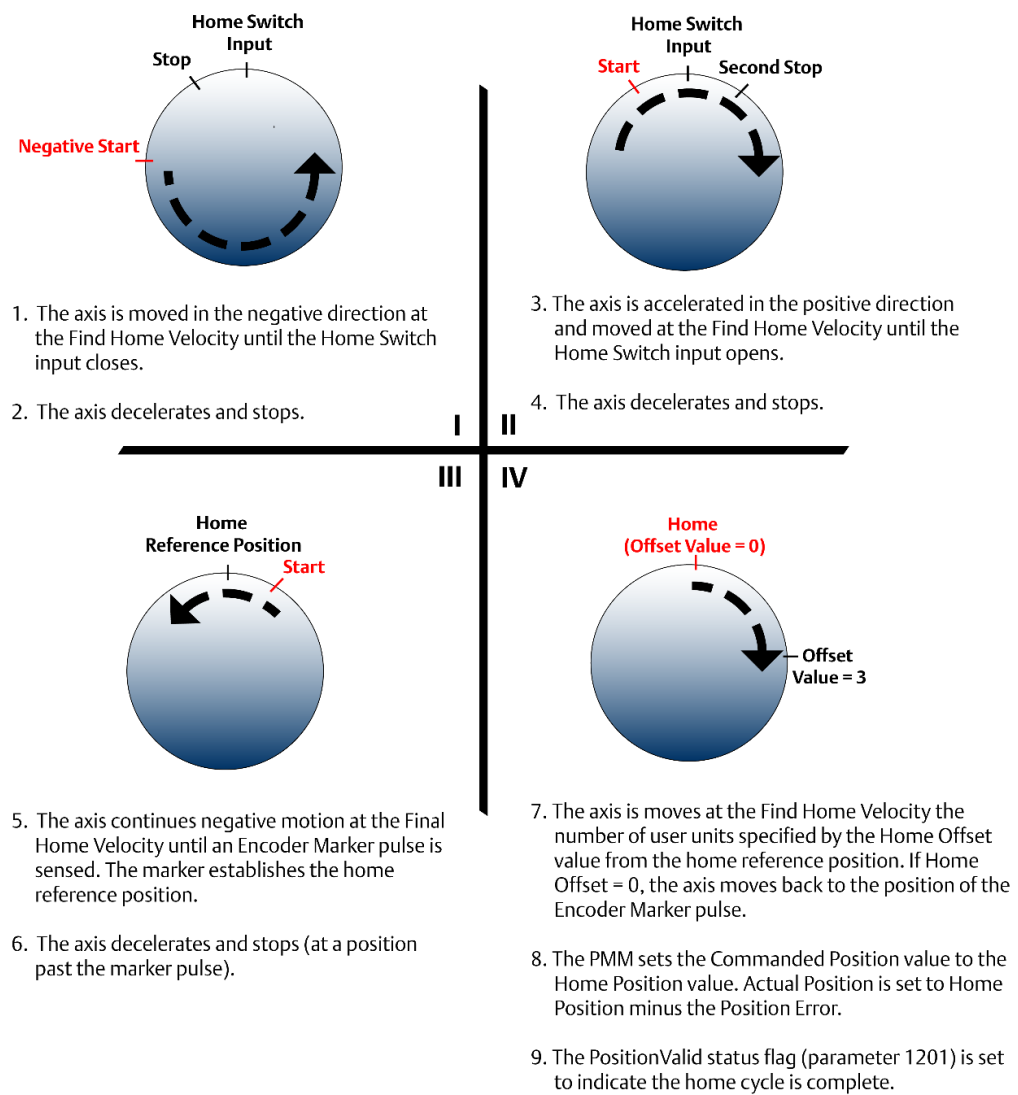 Home Switch
Input
Stop
Negative Start
1. The axis is moved in the negative direction at
the Find Home Velocity until the Home Switch
input closes.
2. The axis decelerates and stops.
I
Home Switch
Input
Start
Second Stop
3. The axis is accelerated in the positive direction
and moved at the Find Home Velocity until the
Home Switch input opens.
4. The axis decelerates and stops.
II
III
Home
Reference Position
Start
5. The axis continues negative motion at the Final
Home Velocity until an Encoder Marker pulse is
sensed. The marker establishes the home
reference position.
6. The axis decelerates and stops (at a position
past the marker pulse).
IV
Home
(Offset Value = 0)
Offset
Value = 3
7. The axis is moves at the Find Home Velocity the
number of user units specified by the Home Offset
value from the home reference position. If Home
Offset = 0, the axis moves back to the position of the
Encoder Marker pulse.
8. The PMM sets the Commanded Position value to the
Home Position value. Actual Position is set to Home
Position minus the Position Error.
9. The PositionValid status flag (parameter 1201) is set
to indicate the home cycle is complete.